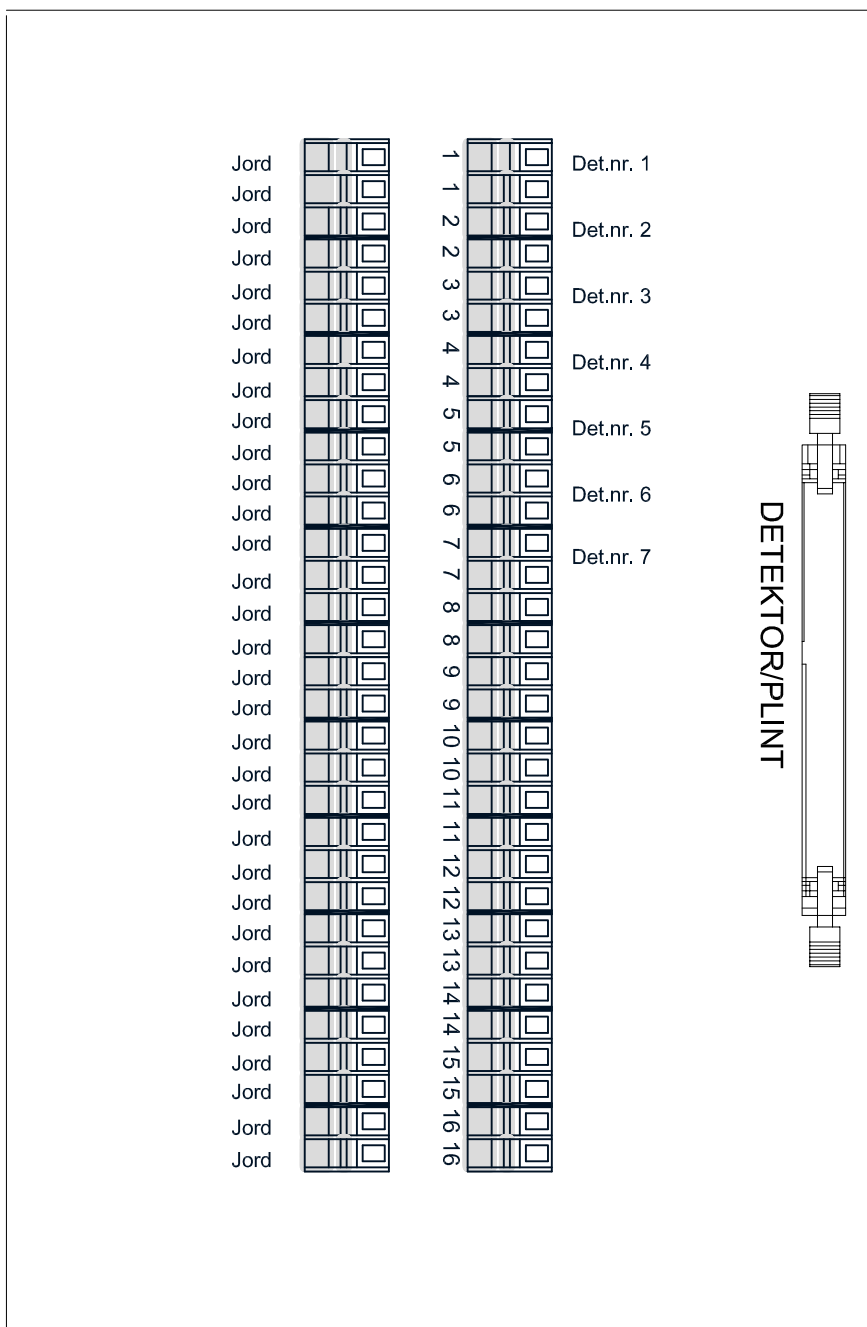 Jord 1 Det.nr. 1
Jord 1
Jord 2 Det.nr. 2
Jord 2
Jord 3 Det.nr. 3
Jord 3
Jord 4 Det.nr. 4
Jord 4
Jord 5 Det.nr. 5
Jord 5
Jord 6 Det.nr. 6
Jord 6
Jord 7 Det.nr. 7
Jord 7
Jord 8
Jord 8
Jord 9
Jord 9
Jord 10
Jord 10
Jord 11
Jord 11
Jord 12
Jord 12
Jord 13
Jord 13
Jord 14
Jord 14
Jord 15
Jord 15
Jord 16
Jord 16
DETEKTOR/PLINT